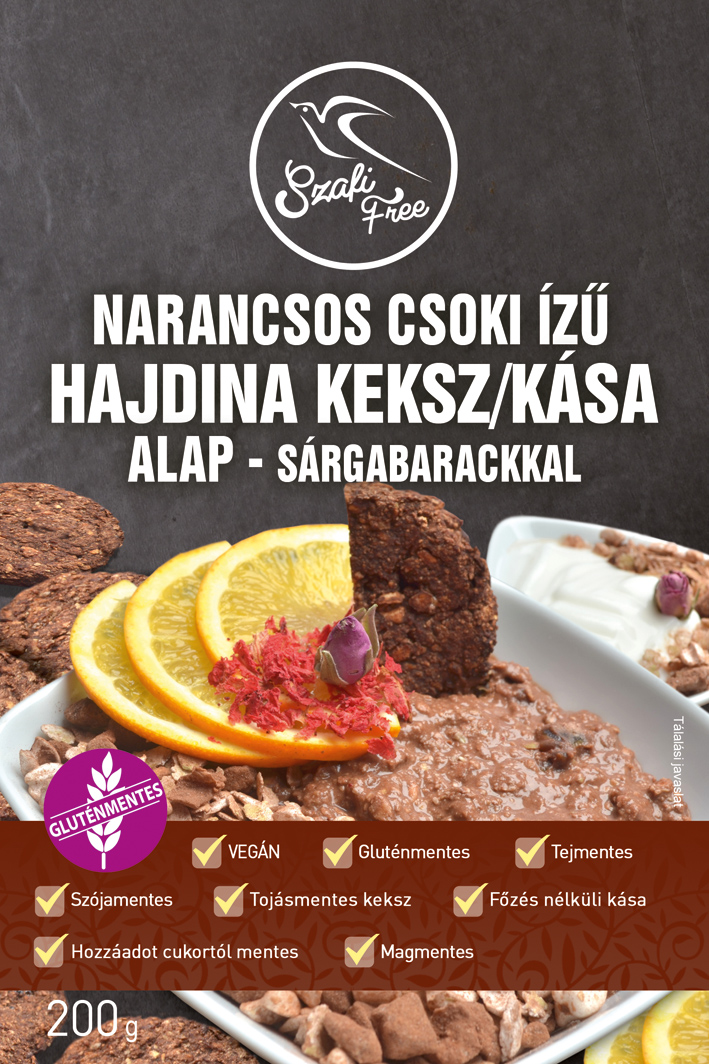 Szafi
Free
NARANCSOS CSOKI ÍZŰ
HAJDINA KEKSZ/KÁSA
ALAP - SÁRGABARACKKAL
Tálalási javaslat
GLUTÉNMENTES
VEGÁN
Gluténmentes
Tejmentes
Szójamentes
Tojásmentes keksz
Főzés nélküli kása
Hozzáadot cukortól mentes
Magmentes
200g